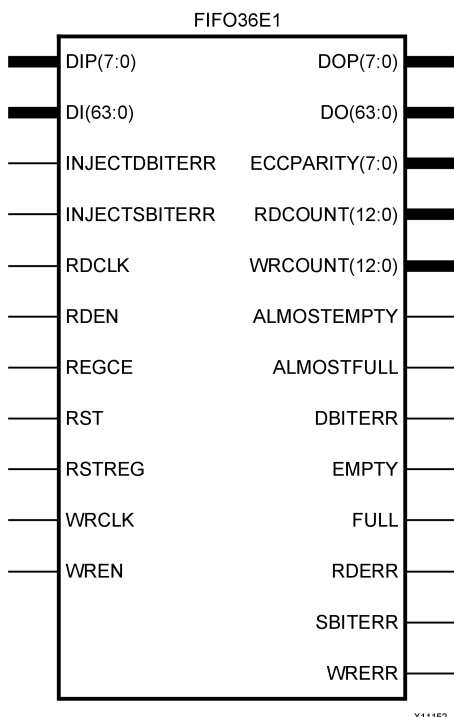 FIFO36E1
DIP(7:0) DOP(7:0)
DI(63:0) DO(63:0)
INJECTDBITERR ECCPARITY(7:0)
INJECTSBITERR RDCOUNT(12:0)
RDCLK WRCOUNT(12:0)
RDEN ALMOSTEMPTY
REGCE ALMOSTFULL
RST DBITERR
RSTREG EMPTY
WRCLK FULL
WREN RDERR
SBITERR
WRERR
X11152